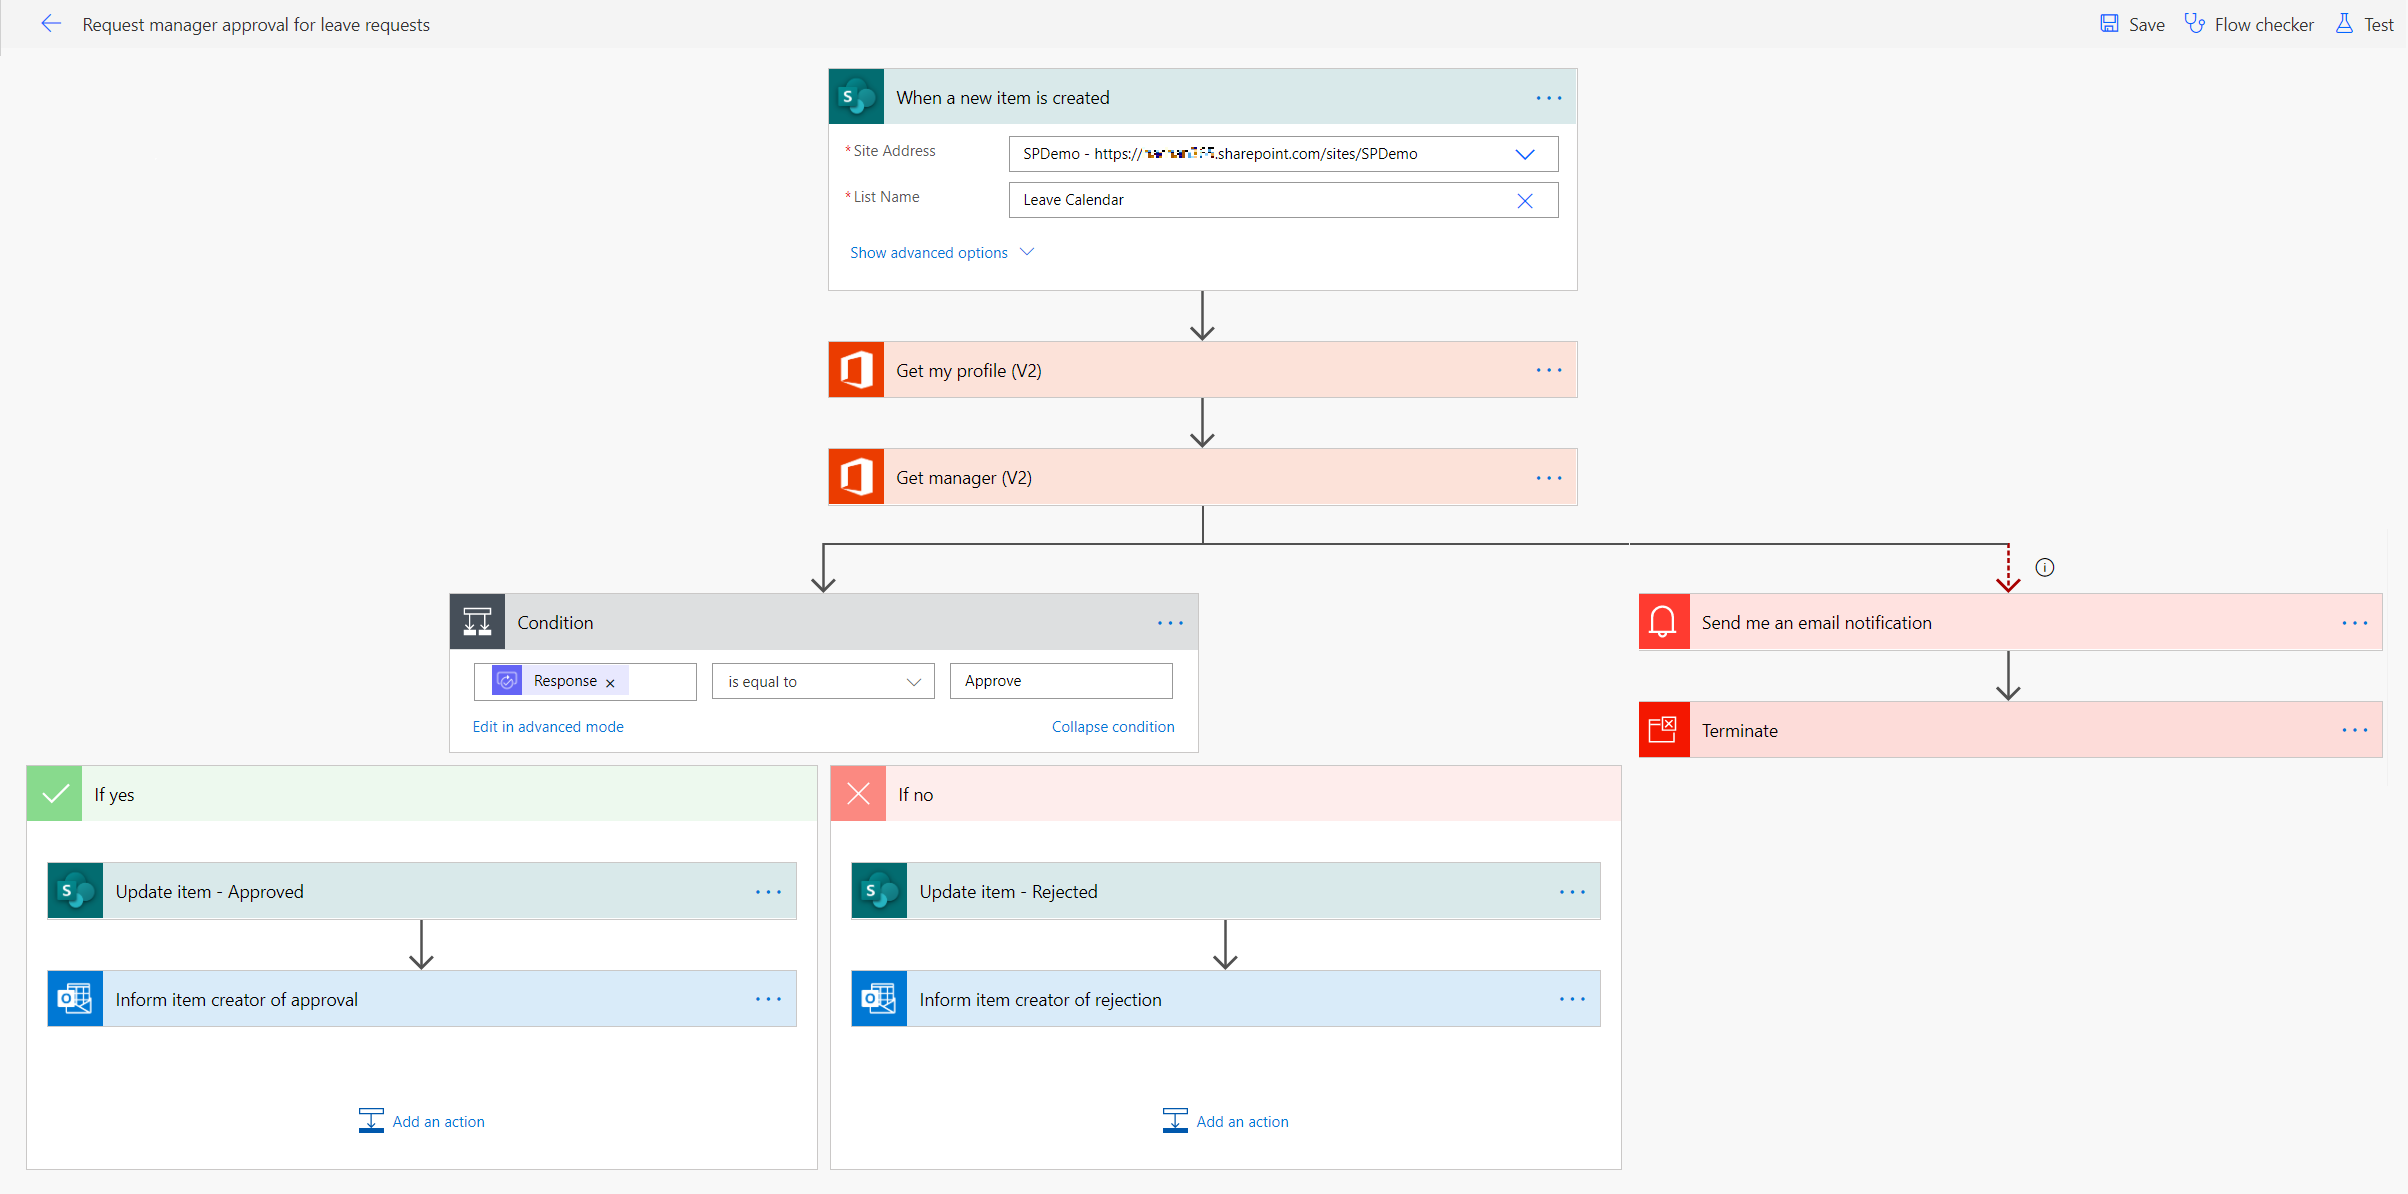 Request manager approval for leave requests
Save
Flow checker
Test
When a new item is created
* Site Address
SPDemo - https:// .sharepoint.com/sites/SPDemo
* List Name
Leave Calendar
Show advanced options
Get my profile (V2)
Get manager (V2)
Condition
Response
is equal to
Approve
Edit in advanced mode
Collapse condition
Send me an email notification
Terminate
If yes
Update item - Approved
Inform item creator of approval
Add an action
If no
Update item - Rejected
Inform item creator of rejection
Add an action